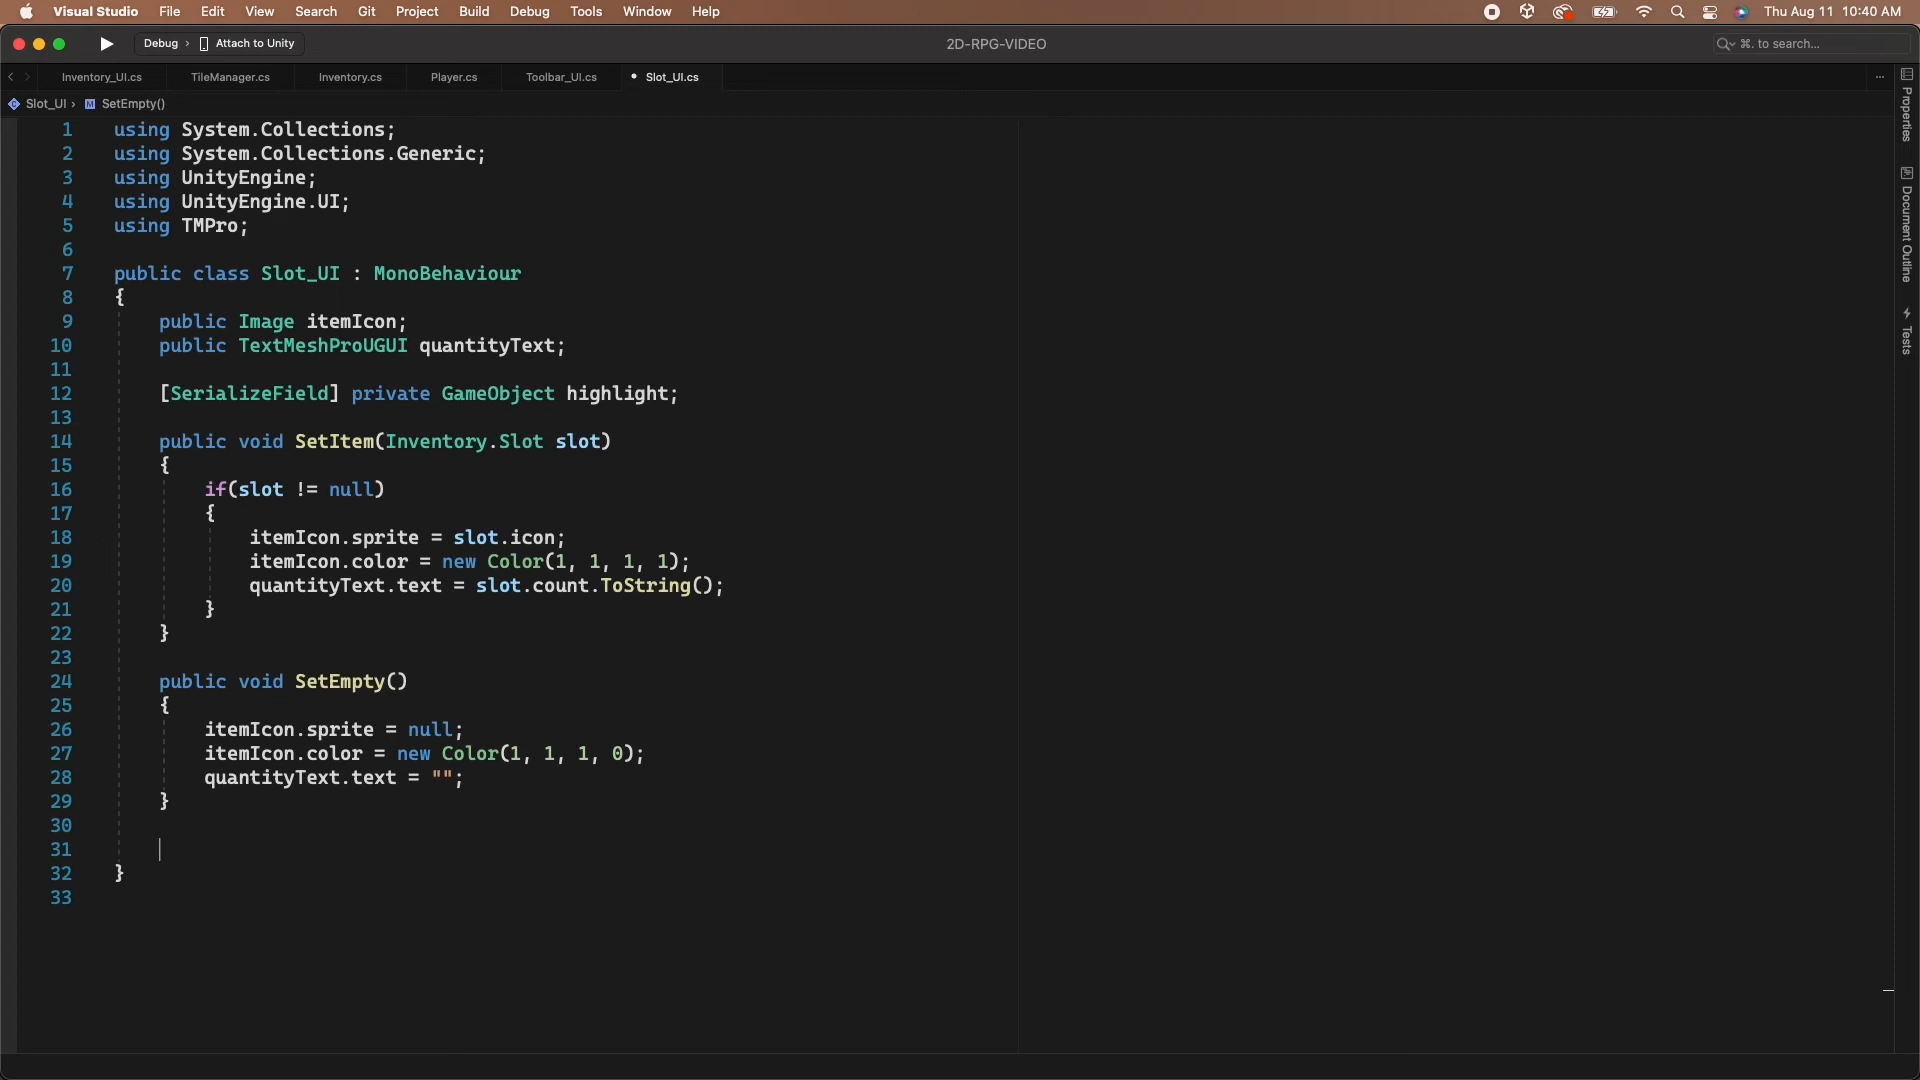 Visual Studio File Edit View Search Git Project Build Debug Tools Window Help Thu Aug 11 10:40 AM
Debug › Attach to Unity 2D-RPG-VIDEO ⌘. to search...
Inventory_UI.cs TileManager.cs Inventory.cs Player.cs Toolbar_UI.cs Slot_UI.cs ...
Slot_UI › M SetEmpty()
1 using System.Collections;
2 using System.Collections.Generic;
3 using UnityEngine;
4 using UnityEngine.UI;
5 using TMPro;
6
7 public class Slot_UI : MonoBehaviour
8 {
9 public Image itemIcon;
10 public TextMeshProUGUI quantityText;
11
12 [SerializeField] private GameObject highlight;
13
14 public void SetItem(Inventory.Slot slot)
15 {
16 if(slot != null)
17 {
18 itemIcon.sprite = slot.icon;
19 itemIcon.color = new Color(1, 1, 1, 1);
20 quantityText.text = slot.count.ToString();
21 }
22 }
23
24 public void SetEmpty()
25 {
26 itemIcon.sprite = null;
27 itemIcon.color = new Color(1, 1, 1, 0);
28 quantityText.text = "";
29 }
30
31
32 }
33
Properties
Document Outline
Tests